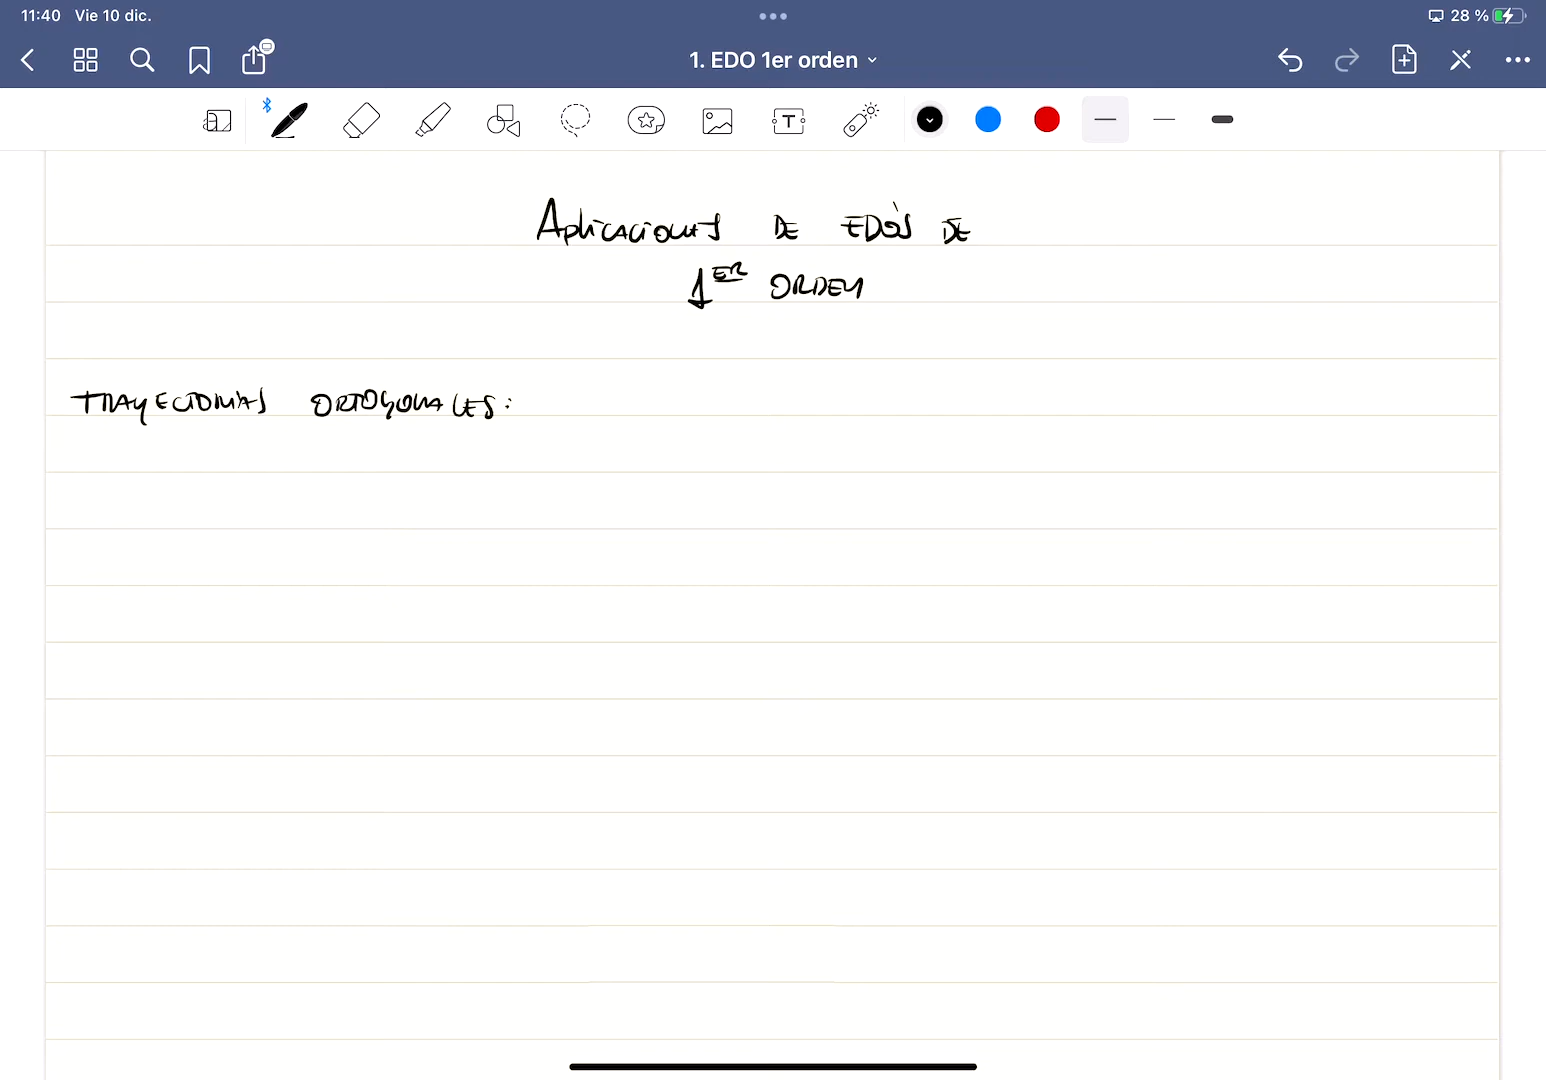 11:40 Vie 10 dic. 28 %
1. EDO 1er orden
T
Aplicaciones DE EDO's DE
1ER ORDEN
TRAYECTORIAS ORTOGONALES: